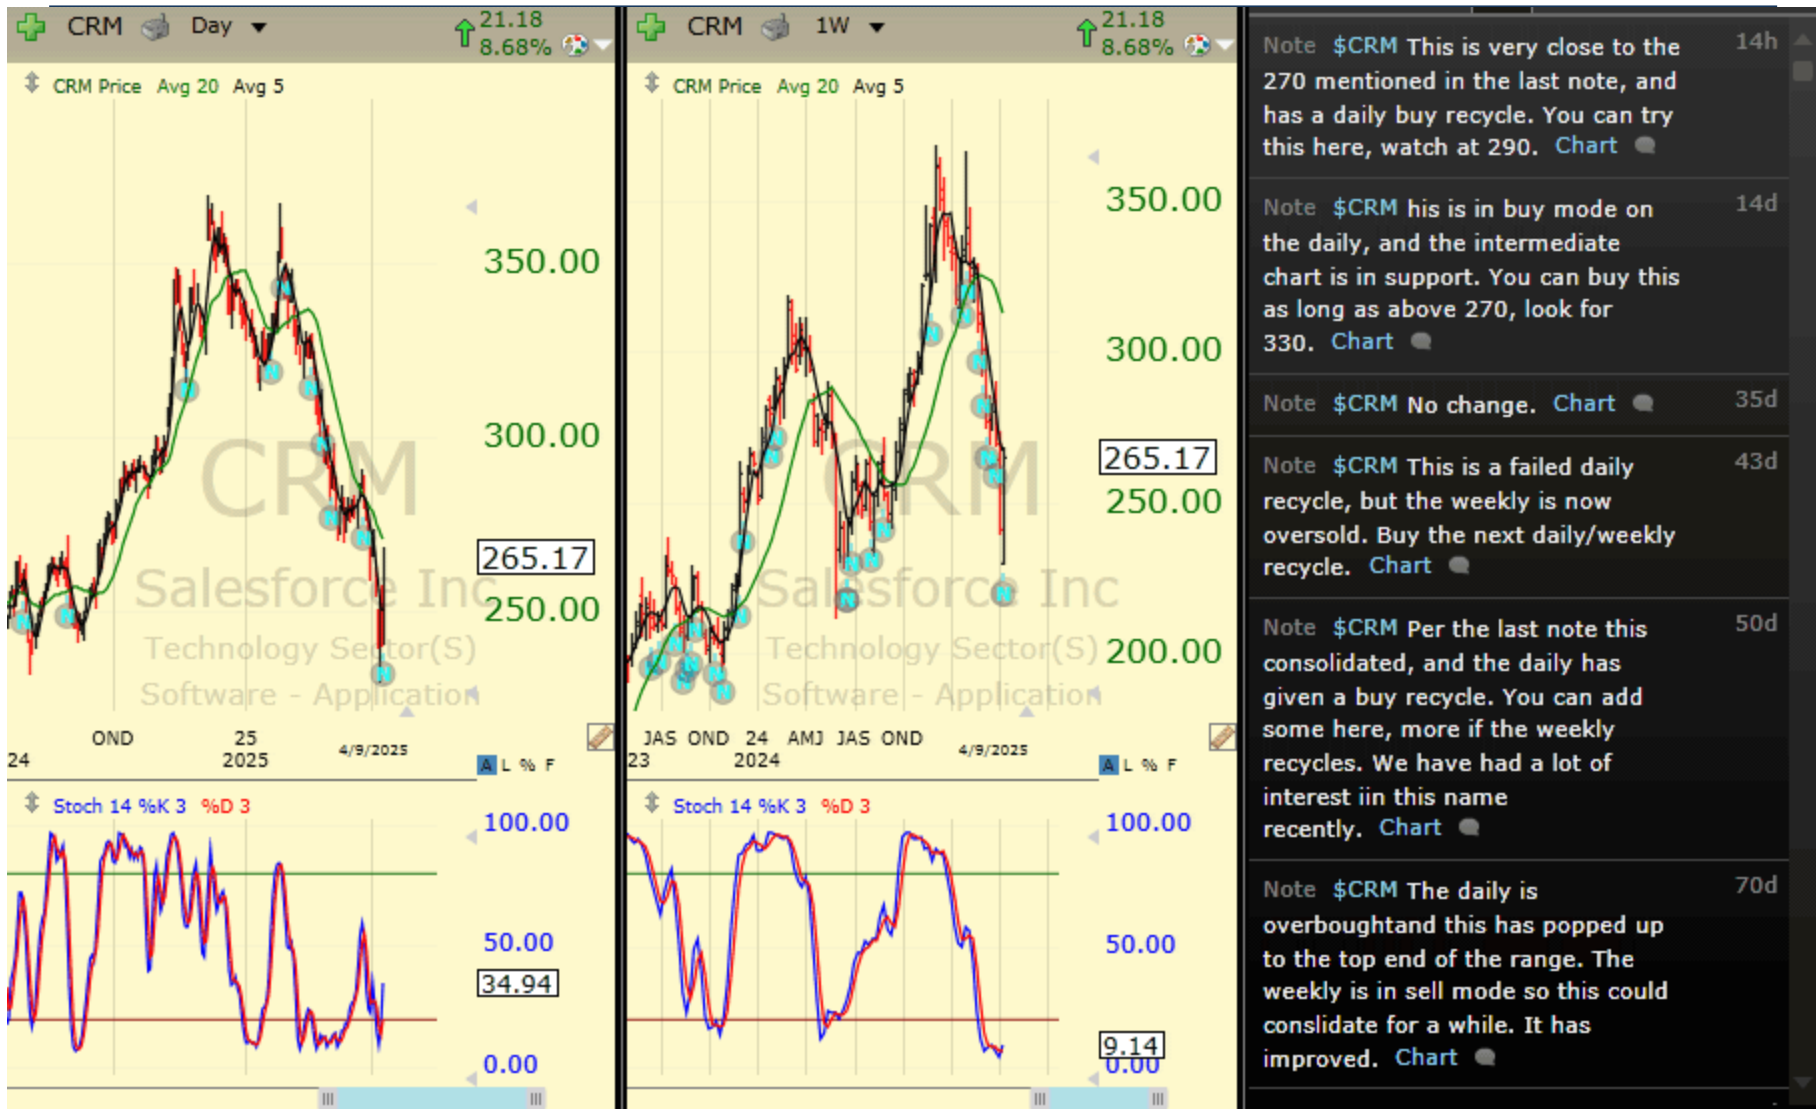 CRM Day 21.18
8.68%
CRM Price Avg 20 Avg 5
350.00
300.00
265.17
250.00
CRM
Salesforce Inc
Technology Sector(S)
Software - Application
OND 25 4/9/2025
24 2025
A L % F
Stoch 14 %K 3 %D 3
100.00
50.00
34.94
0.00
CRM 1W 21.18
8.68%
CRM Price Avg 20 Avg 5
350.00
300.00
265.17
250.00
200.00
CRM
Salesforce Inc
Technology Sector(S)
Software - Application
JAS OND 24 AMJ JAS OND 4/9/2025
23 2024
A L % F
Stoch 14 %K 3 %D 3
100.00
50.00
9.14
0.00
Note $CRM This is very close to the 14h
270 mentioned in the last note, and
has a daily buy recycle. You can try
this here, watch at 290. Chart
Note $CRM his is in buy mode on 14d
the daily, and the intermediate
chart is in support. You can buy this
as long as above 270, look for
330. Chart
Note $CRM No change. Chart 35d
Note $CRM This is a failed daily 43d
recycle, but the weekly is now
oversold. Buy the next daily/weekly
recycle. Chart
Note $CRM Per the last note this 50d
consolidated, and the daily has
given a buy recycle. You can add
some here, more if the weekly
recycles. We have had a lot of
interest iin this name
recently. Chart
Note $CRM The daily is 70d
overboughtand this has popped up
to the top end of the range. The
weekly is in sell mode so this could
conslidate for a while. It has
improved. Chart